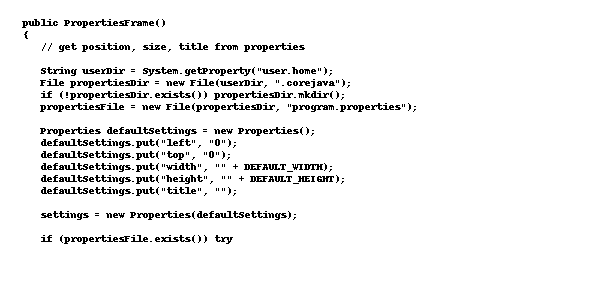 public PropertiesFrame()
{
// get position, size, title from properties
String userDir = System.getProperty("user.home");
File propertiesDir = new File(userDir, ".corejava");
if (!propertiesDir.exists()) propertiesDir.mkdir();
propertiesFile = new File(propertiesDir, "program.properties");
Properties defaultSettings = new Properties();
defaultSettings.put("left", "0");
defaultSettings.put("top", "0");
defaultSettings.put("width", "" + DEFAULT_WIDTH);
defaultSettings.put("height", "" + DEFAULT_HEIGHT);
defaultSettings.put("title", "");
settings = new Properties(defaultSettings);
if (propertiesFile.exists()) try